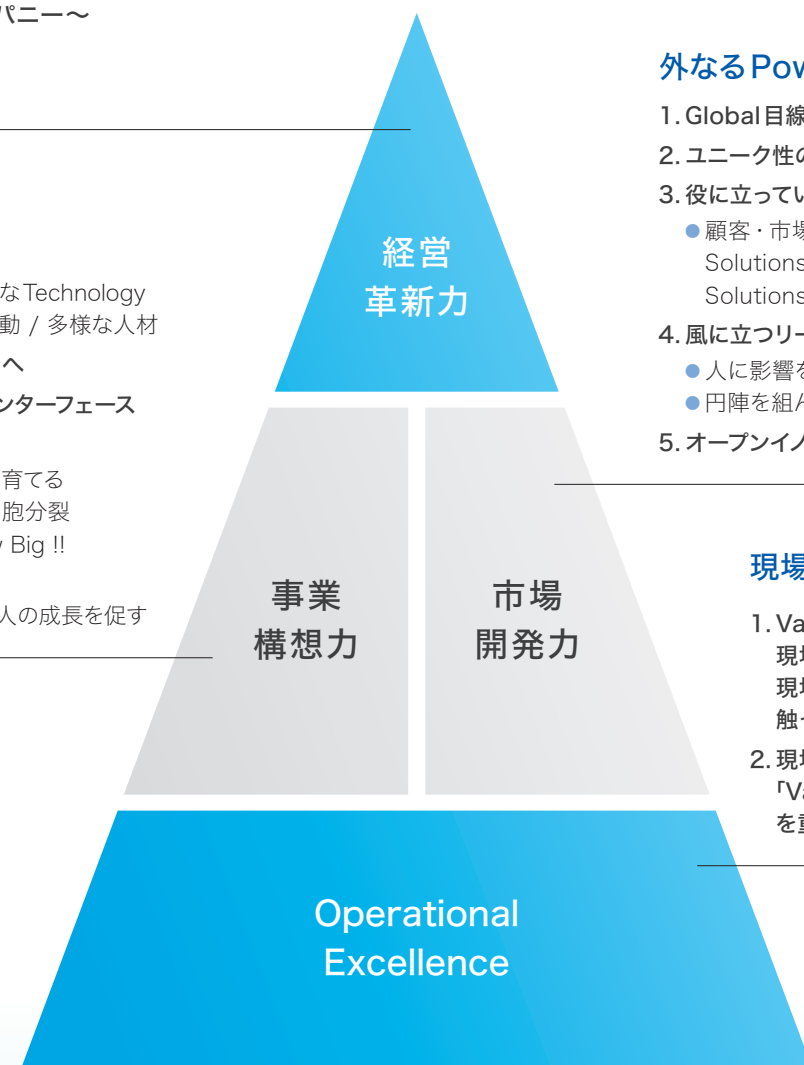 パニー～
なTechnology
動 / 多様な人材
へ
ンターフェース
育てる
胞分裂
Big !!
人の成長を促す
経営
革新力
事業
構想力
市場
開発力
Operational
Excellence
外なるPow
1. Global目線
2. ユニーク性の
3. 役に立ってい
● 顧客・市場
Solutions
Solutions
4. 風に立つリー
● 人に影響を
● 円陣を組ん
5. オープンイノ
現場
1. Va
現場
現場
触っ
2. 現場
「Va
を重